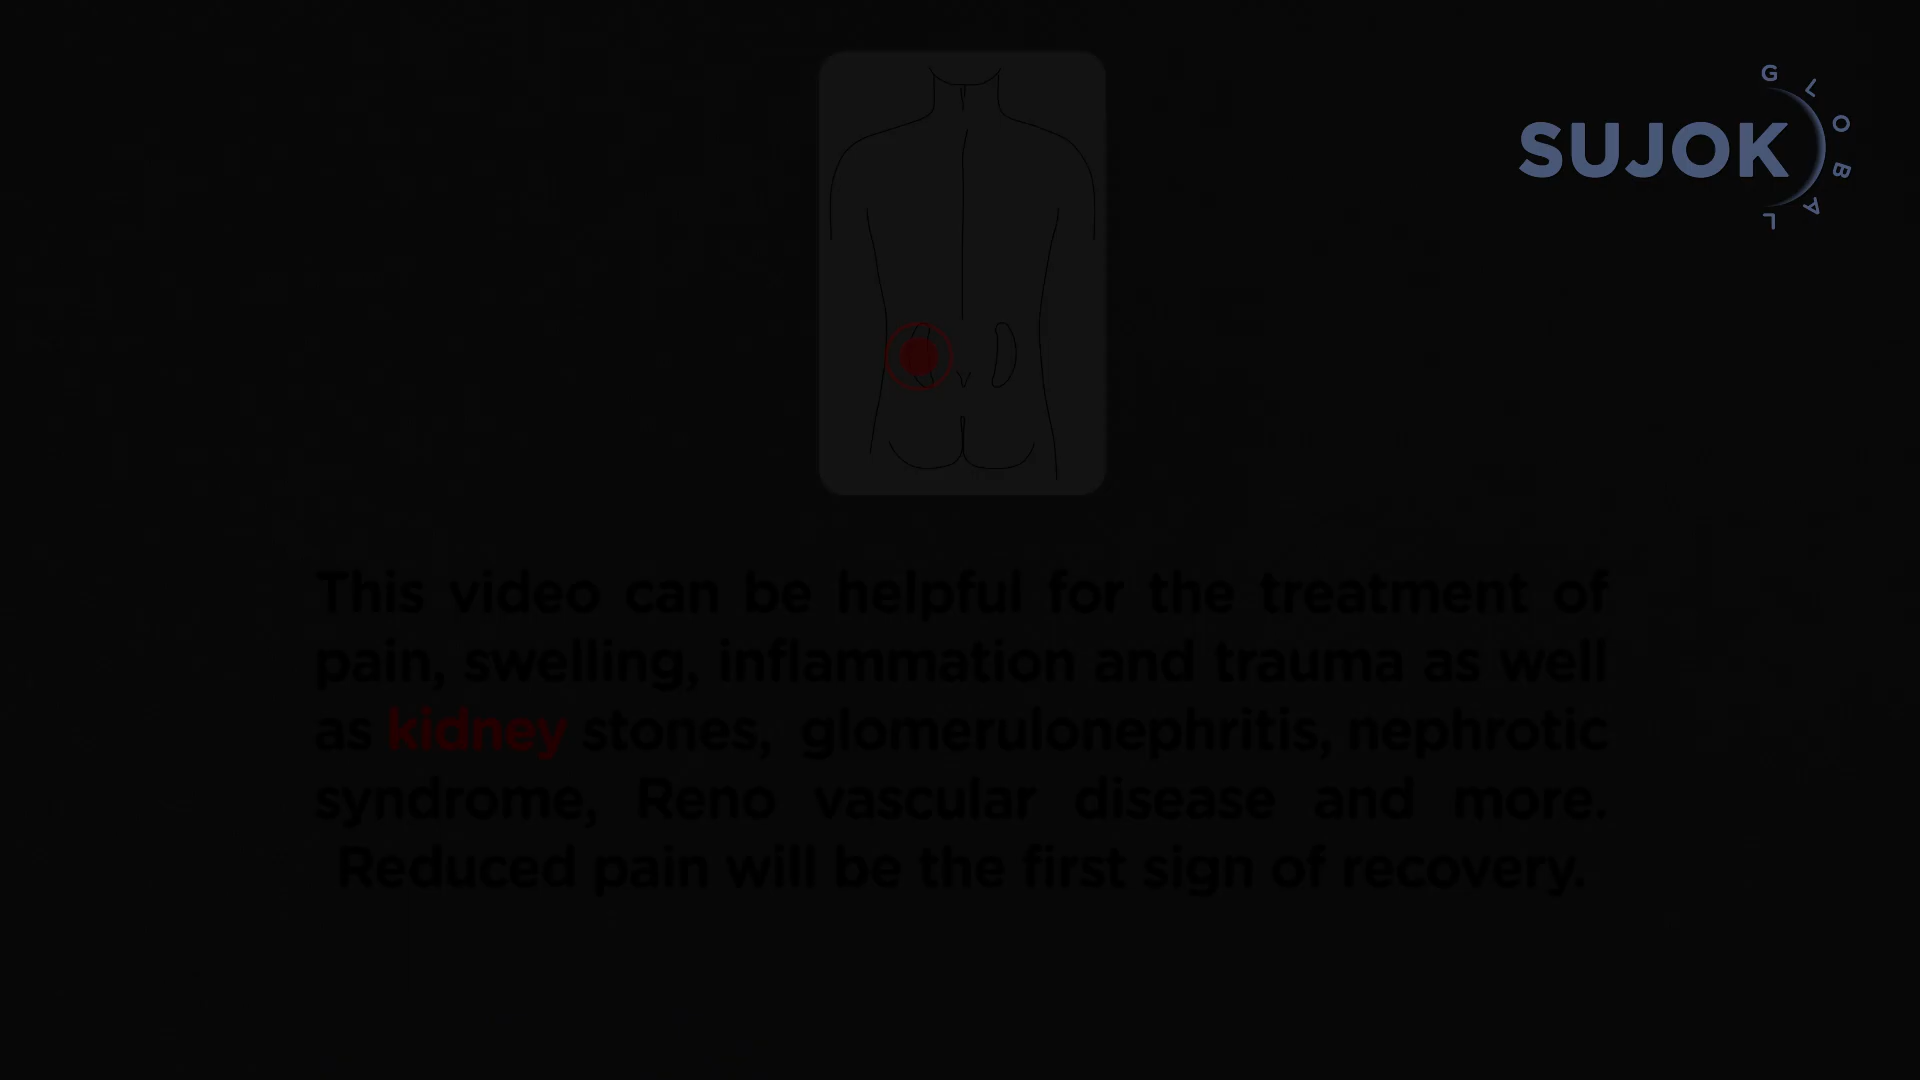 SUJOK
GLOBAL
This video can be helpful for the treatment of
pain, swelling, inflammation and trauma as well
as kidney stones, glomerulonephritis, nephrotic
syndrome, Reno vascular disease and more.
Reduced pain will be the first sign of recovery.